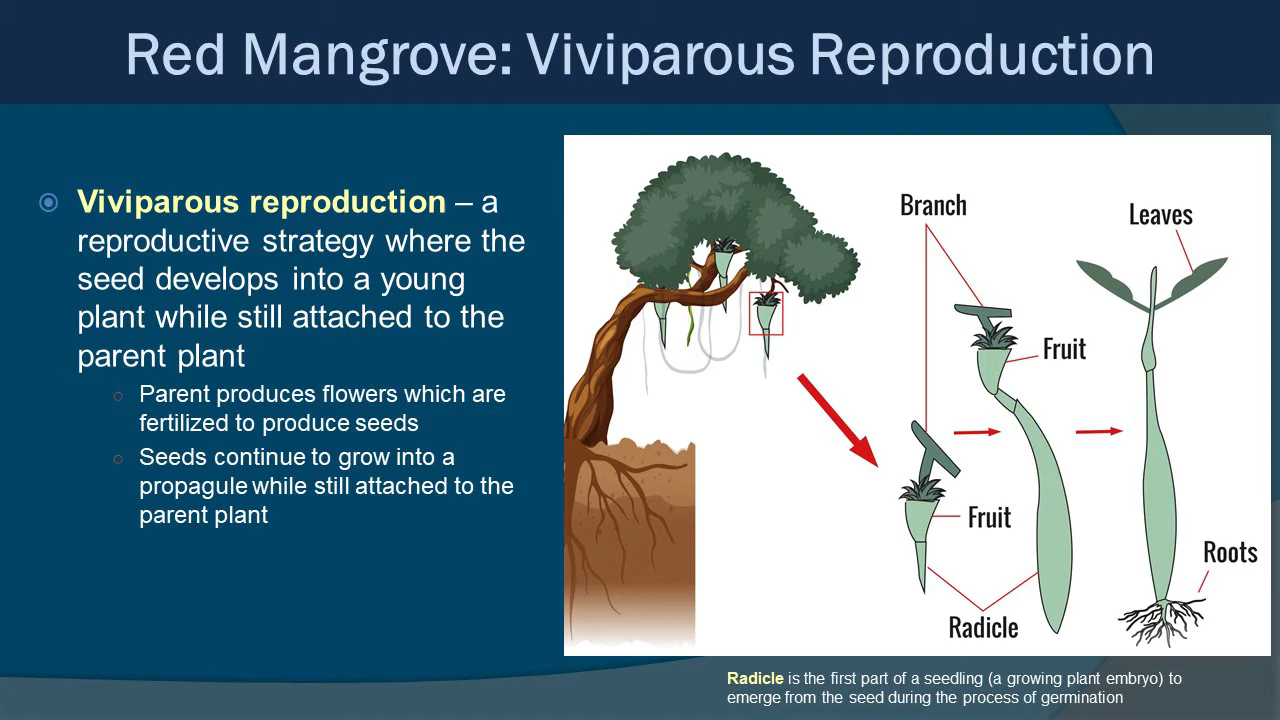 Red Mangrove: Viviparous Reproduction
Viviparous reproduction – a
reproductive strategy where the
seed develops into a young
plant while still attached to the
parent plant
Parent produces flowers which are
fertilized to produce seeds
Seeds continue to grow into a
propagule while still attached to the
parent plant
Branch
Leaves
Fruit
Fruit
Roots
Radicle
Radicle is the first part of a seedling (a growing plant embryo) to
emerge from the seed during the process of germination